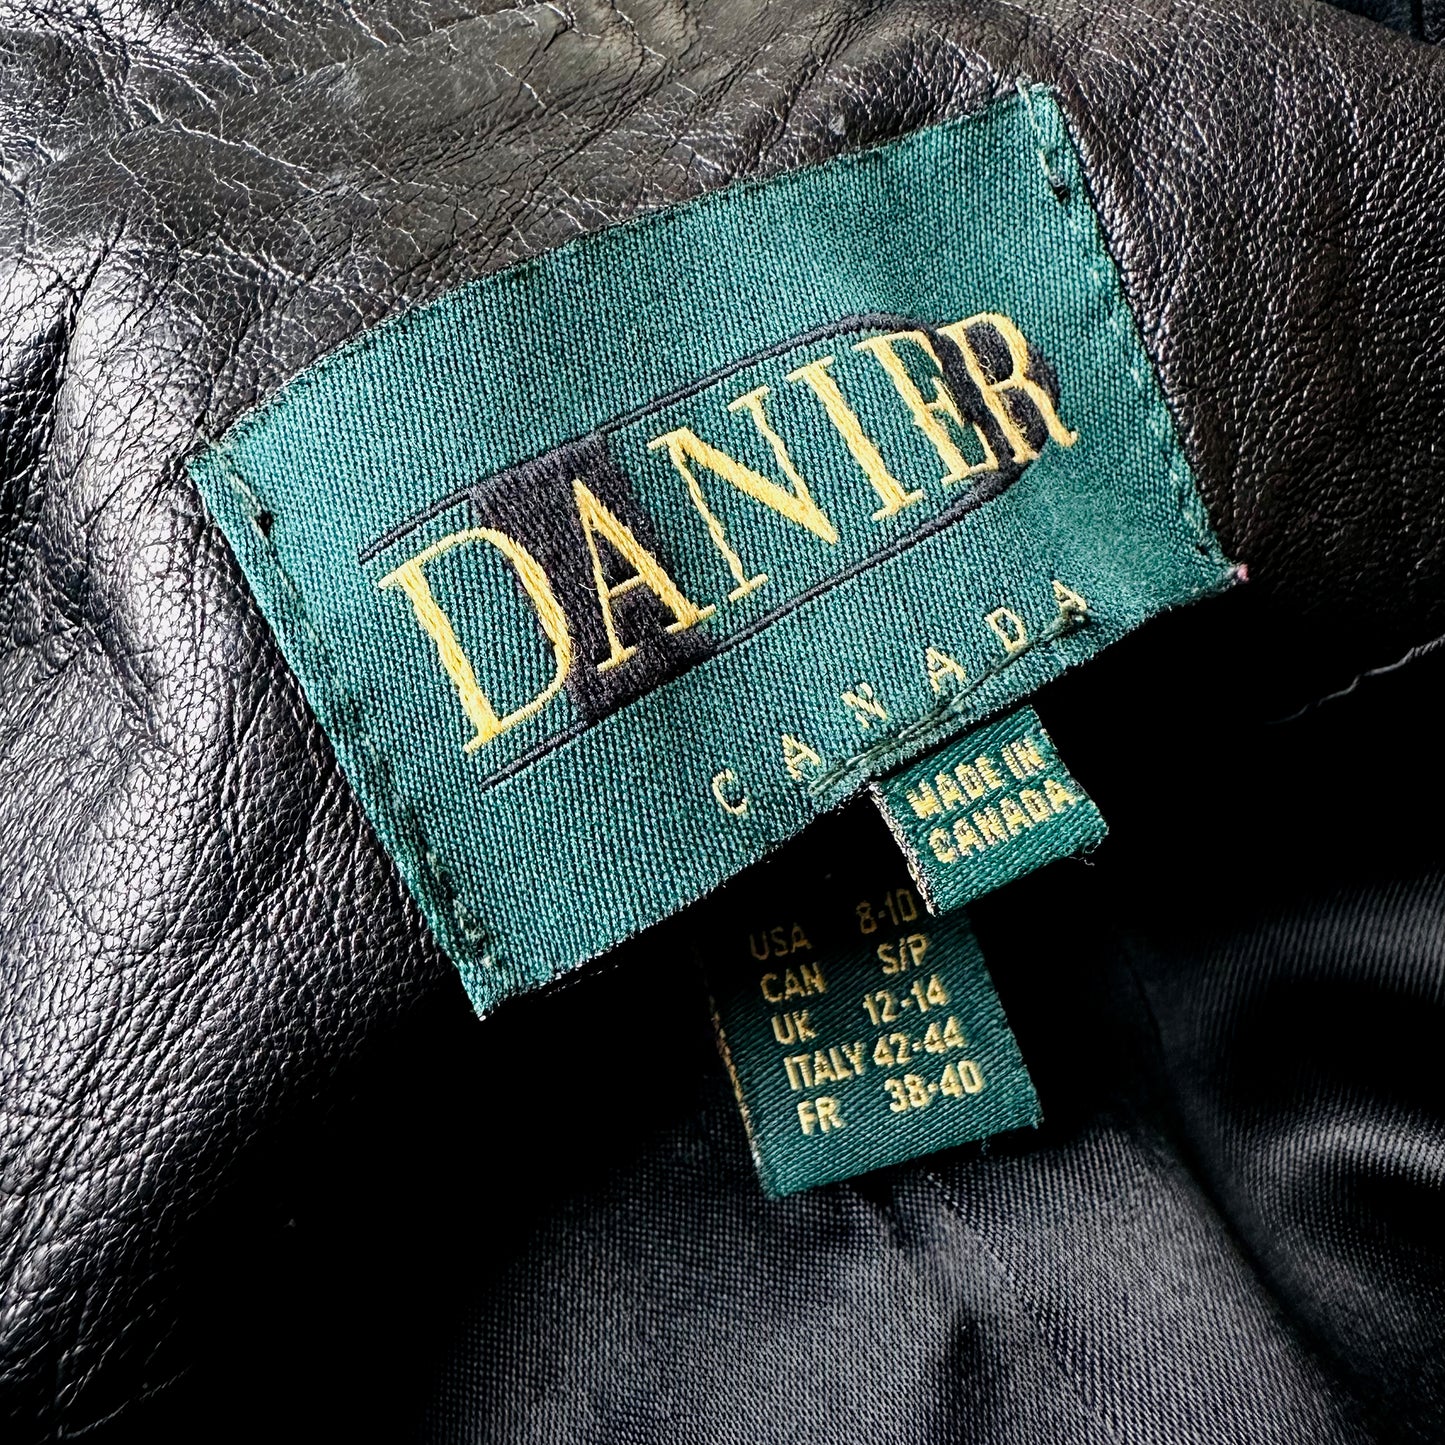 DANIER
CANADA
MADE IN
CANADA
USA 8-10
CAN S/P
UK 12-14
ITALY 42-44
FR 38-40